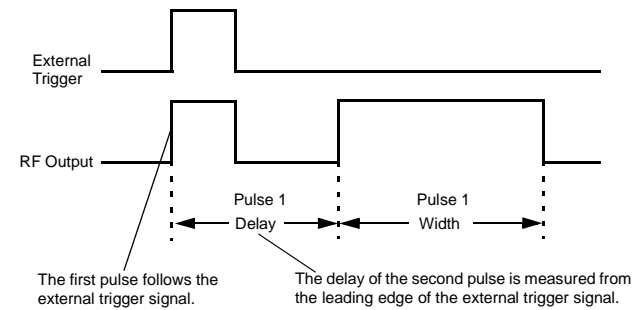 External
Trigger
RF Output
Pulse 1
Delay
Pulse 1
Width
The first pulse follows the
external trigger signal.
The delay of the second pulse is measured from
the leading edge of the external trigger signal.